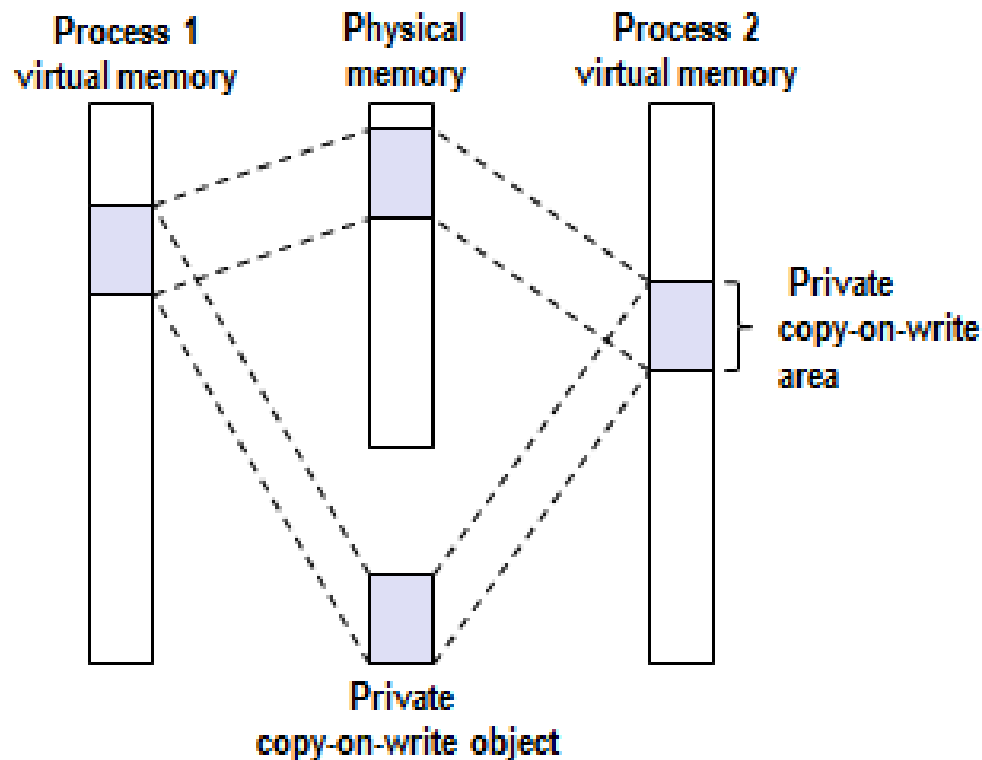 Process 1
virtual memory
Physical
memory
Process 2
virtual memory
Private
copy-on-write
area
Private
copy-on-write object